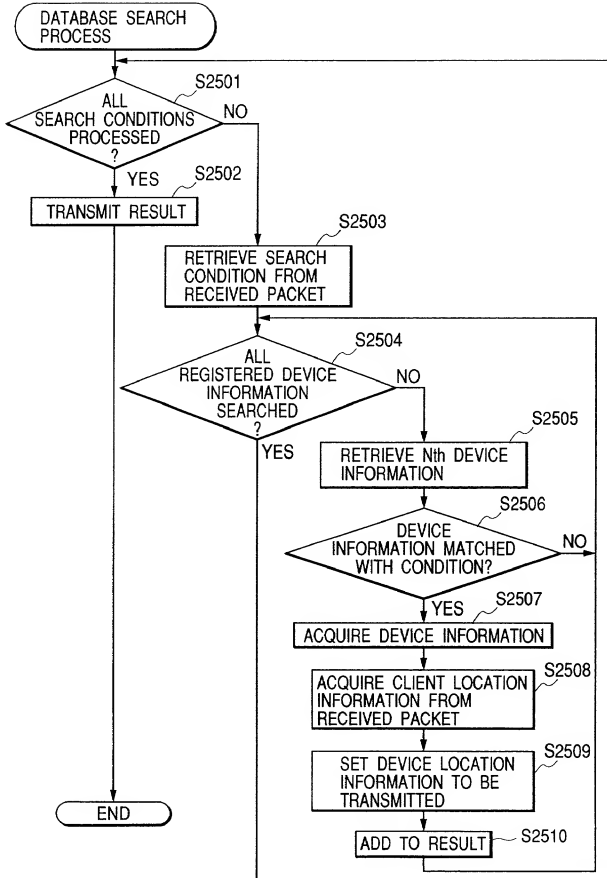 DATABASE SEARCH
PROCESS
S2501
ALL
SEARCH CONDITIONS
PROCESSED
?
NO
YES
S2502
TRANSMIT RESULT
S2503
RETRIEVE SEARCH
CONDITION FROM
RECEIVED PACKET
S2504
ALL
REGISTERED DEVICE
INFORMATION
SEARCHED
?
NO
YES
S2505
RETRIEVE Nth DEVICE
INFORMATION
S2506
DEVICE
INFORMATION MATCHED
WITH CONDITION?
NO
YES
S2507
ACQUIRE DEVICE INFORMATION
S2508
ACQUIRE CLIENT LOCATION
INFORMATION FROM
RECEIVED PACKET
S2509
SET DEVICE LOCATION
INFORMATION TO BE
TRANSMITTED
END
S2510
ADD TO RESULT